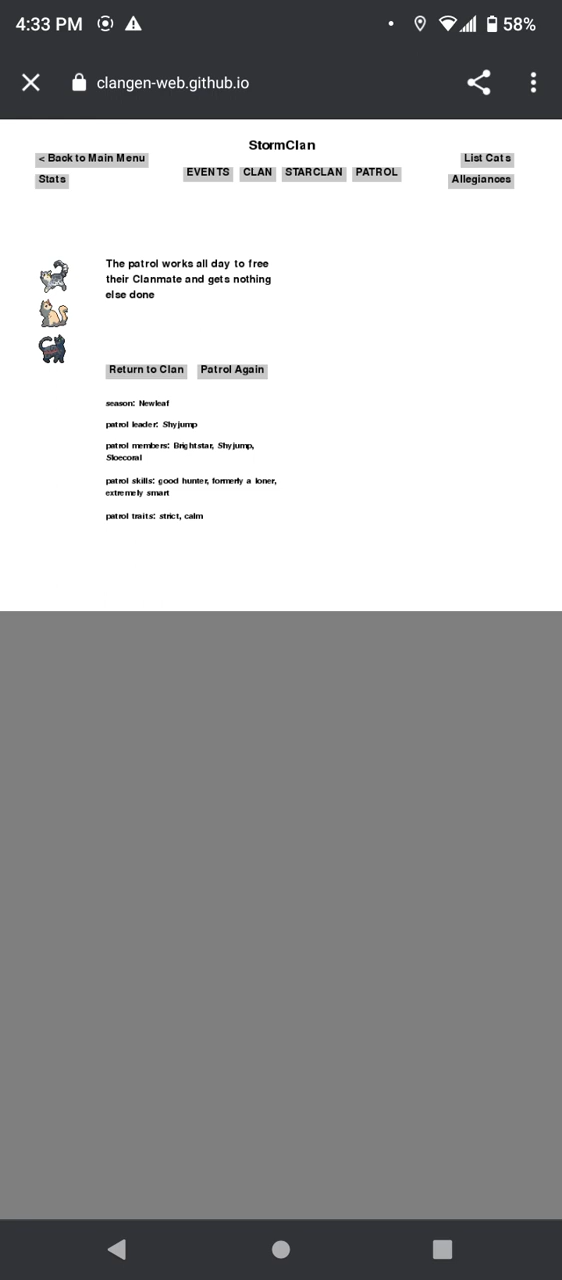 4:33 PM 58%
clangen-web.github.io
StormClan
< Back to Main Menu List Cats
EVENTS CLAN STARCLAN PATROL
Stats Allegiances
The patrol works all day to free
their Clanmate and gets nothing
else done
Return to Clan Patrol Again
season: Newleaf
patrol leader: Shyjump
patrol members: Brightstar, Shyjump,
Sloecoral
patrol skills: good hunter, formerly a loner,
extremely smart
patrol traits: strict, calm